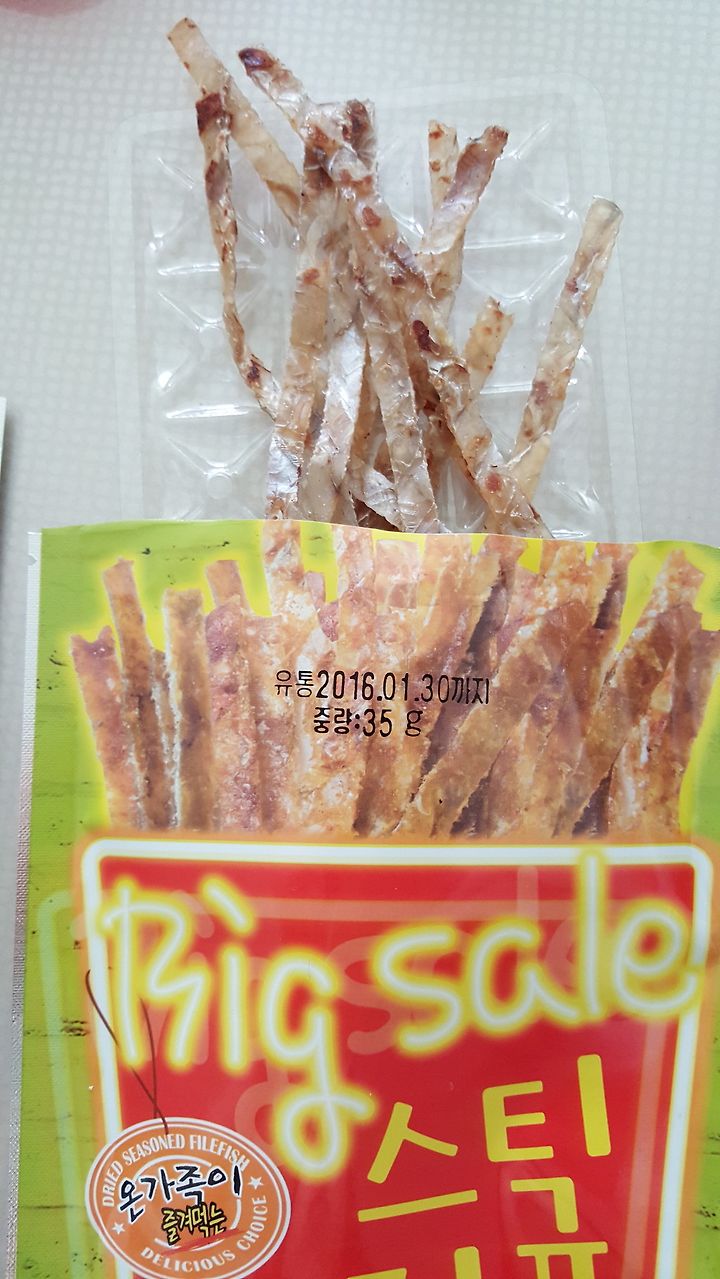 유통2016.01.30까지
중량:35 g
Big sale
스틱
DRIED SEASONED FILEFISH
온가족이
즐겨먹는
DELICIOUS CHOICE